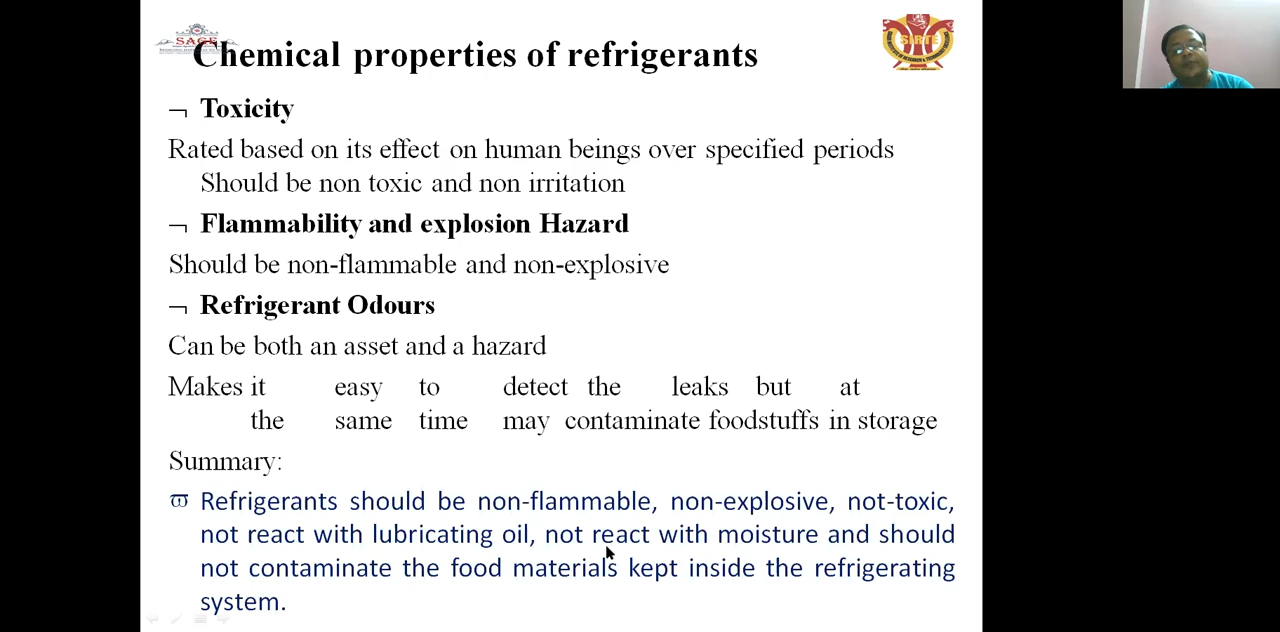 SAGE
SIRTE
Chemical properties of refrigerants
¬ Toxicity
Rated based on its effect on human beings over specified periods
Should be non toxic and non irritation
¬ Flammability and explosion Hazard
Should be non-flammable and non-explosive
¬ Refrigerant Odours
Can be both an asset and a hazard
Makes it easy to detect the leaks but at
the same time may contaminate foodstuffs in storage
Summary:
ϖ Refrigerants should be non-flammable, non-explosive, not-toxic,
not react with lubricating oil, not react with moisture and should
not contaminate the food materials kept inside the refrigerating
system.